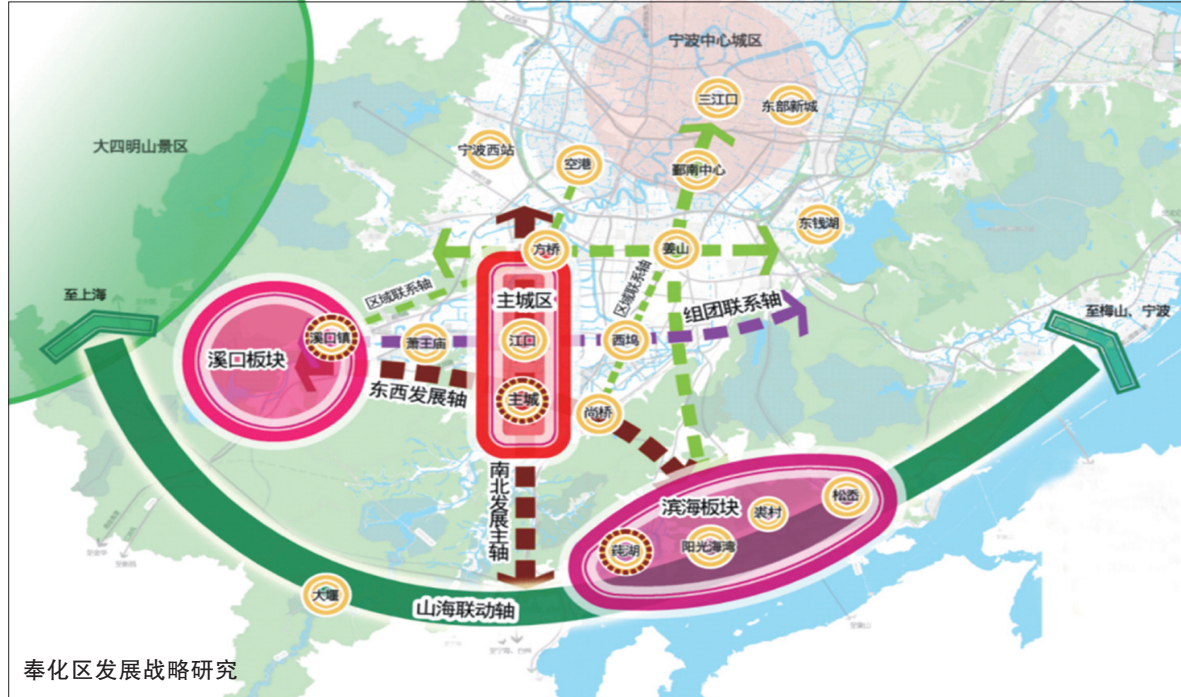 宁波中心城区
三江口
东部新城
大四明山景区
宁波西站
空港
鄞南中心
东钱湖
方桥
姜山
区域联系轴
区域联系轴
至上海
主城区
组团联系轴
至梅山、宁波
溪口镇
萧王庙
江口
西坞
溪口板块
东西发展轴
主城
尚桥
南北发展主轴
滨海板块
松岙
裘村
莼湖
阳光海湾
大堰
山海联动轴
至金华
奉化区发展战略研究